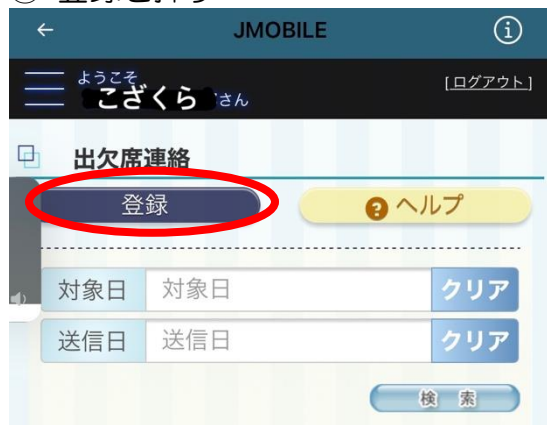 JMOBILE
ようこそ
こざくら さん
[ログアウト]
出欠席連絡
登録
ヘルプ
対象日 対象日 クリア
送信日 送信日 クリア
検 索